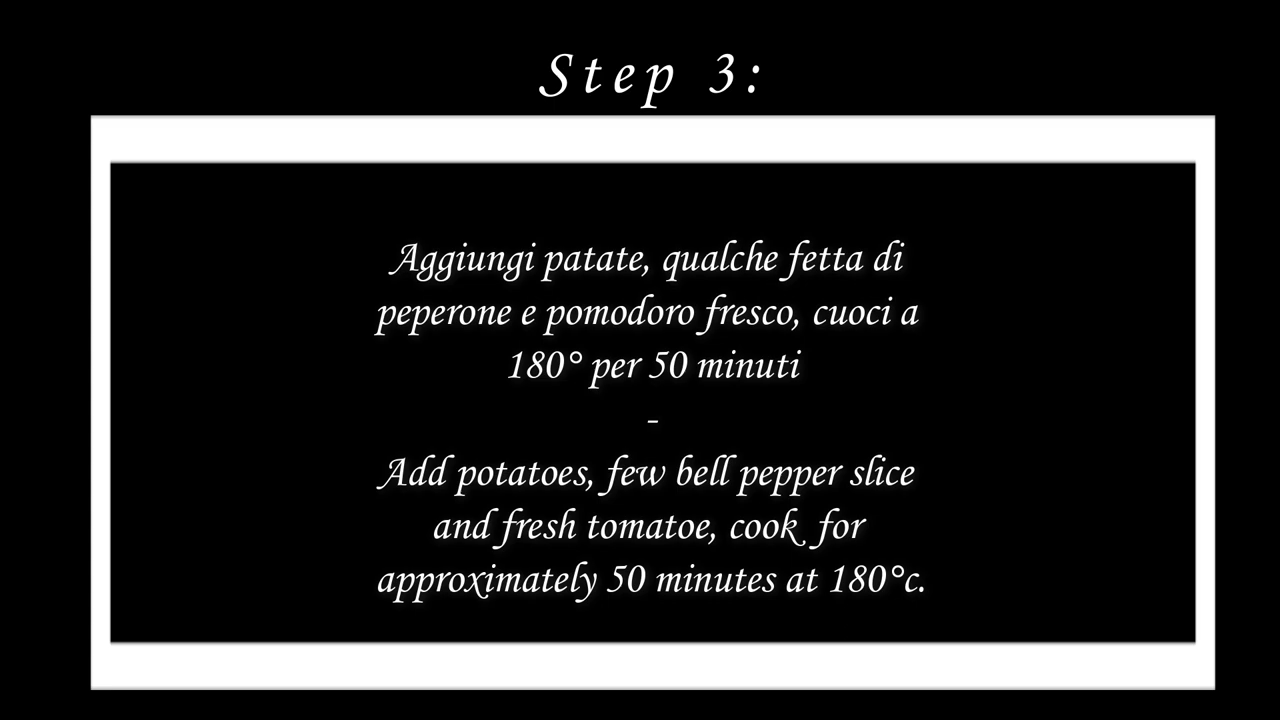 Step 3:
Aggiungi patate, qualche fetta di
peperone e pomodoro fresco, cuoci a
180° per 50 minuti
-
Add potatoes, few bell pepper slice
and fresh tomatoe, cook for
approximately 50 minutes at 180°c.